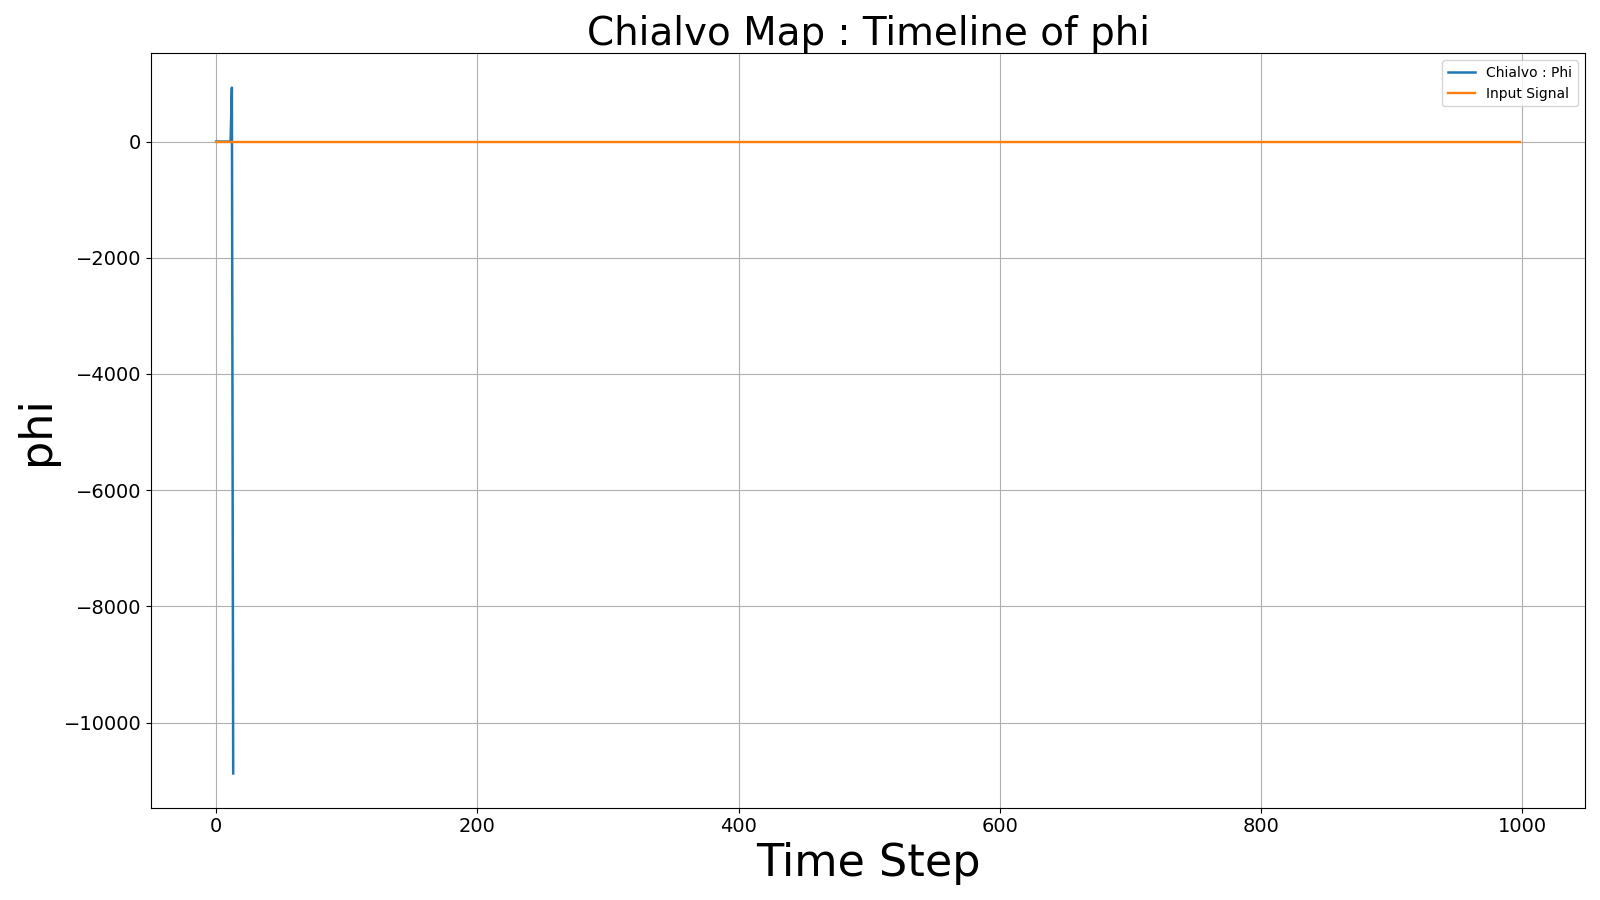 Chialvo Map : Timeline of phi
Chialvo : Phi
Input Signal
0
−2000
−4000
−6000
−8000
−10000
phi
0
200
400
600
800
1000
Time Step